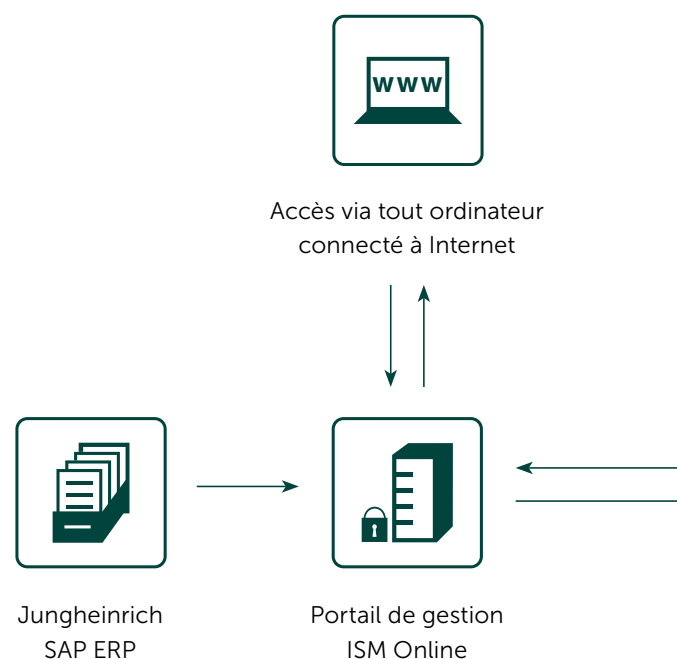 www
Accès via tout ordinateur
connecté à Internet
Jungheinrich
SAP ERP
Portail de gestion
ISM Online